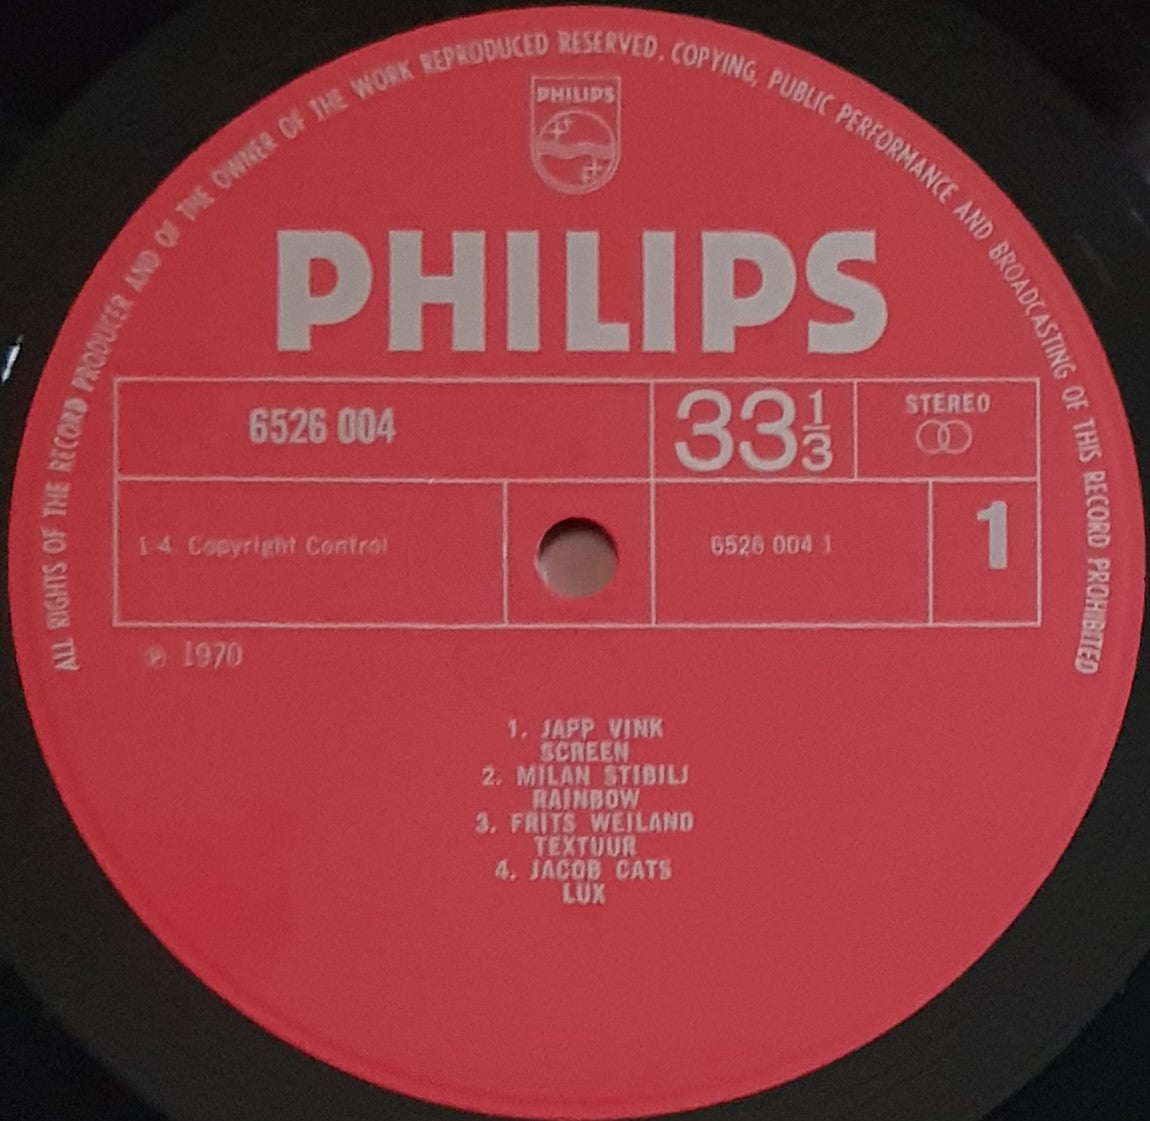 ALL RIGHTS OF THE RECORD PRODUCER AND OF THE OWNER OF THE WORK REPRODUCED RESERVED. COPYING, PUBLIC PERFORMANCE AND BROADCASTING OF THIS RECORD PROHIBITED
PHILIPS
PHILIPS
6526 004
33 1/3
STEREO
1-4 Copyright Control
6526 004 1
1
℗ 1970
1. JAPP VINK
SCREEN
2. MILAN STIBILJ
RAINBOW
3. FRITS WEILAND
TEXTUUR
4. JACOB CATS
LUX